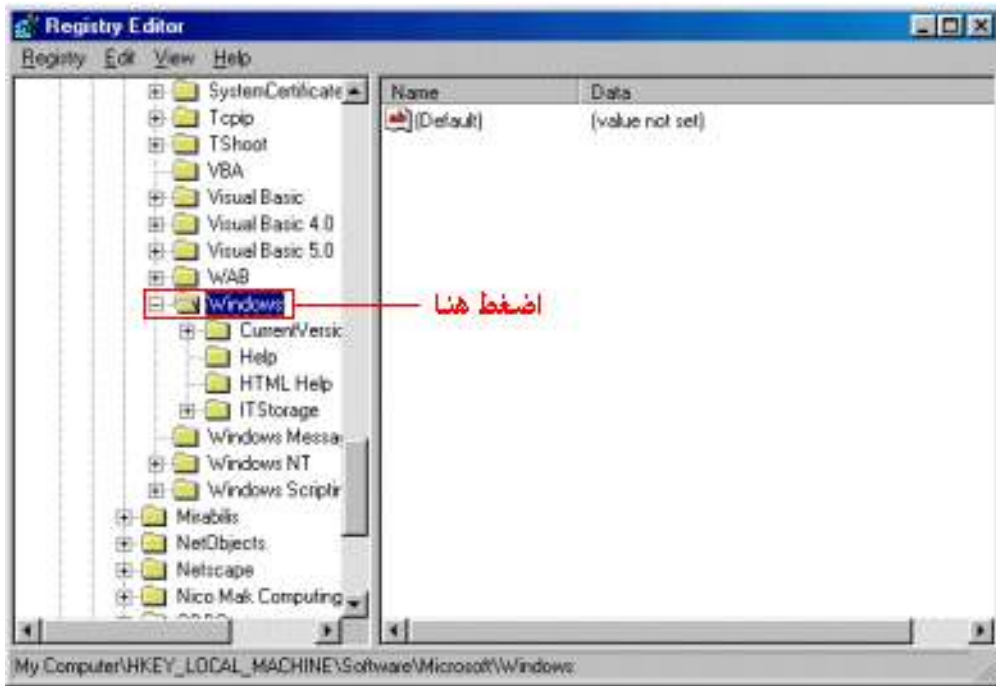 Registry Editor
Registry Edit View Help
SystemCertificate
Tcpip
TShoot
VBA
Visual Basic
Visual Basic 4.0
Visual Basic 5.0
WAB
Windows
CurrentVersic
Help
HTML Help
ITStorage
Windows Messa
Windows NT
Windows Scriptir
Mirabilis
NetObjects
Netscape
Nico Mak Computing
Name Data
ab (Default) (value not set)
اضغط هنا
My Computer\HKEY_LOCAL_MACHINE\Software\Microsoft\Windows